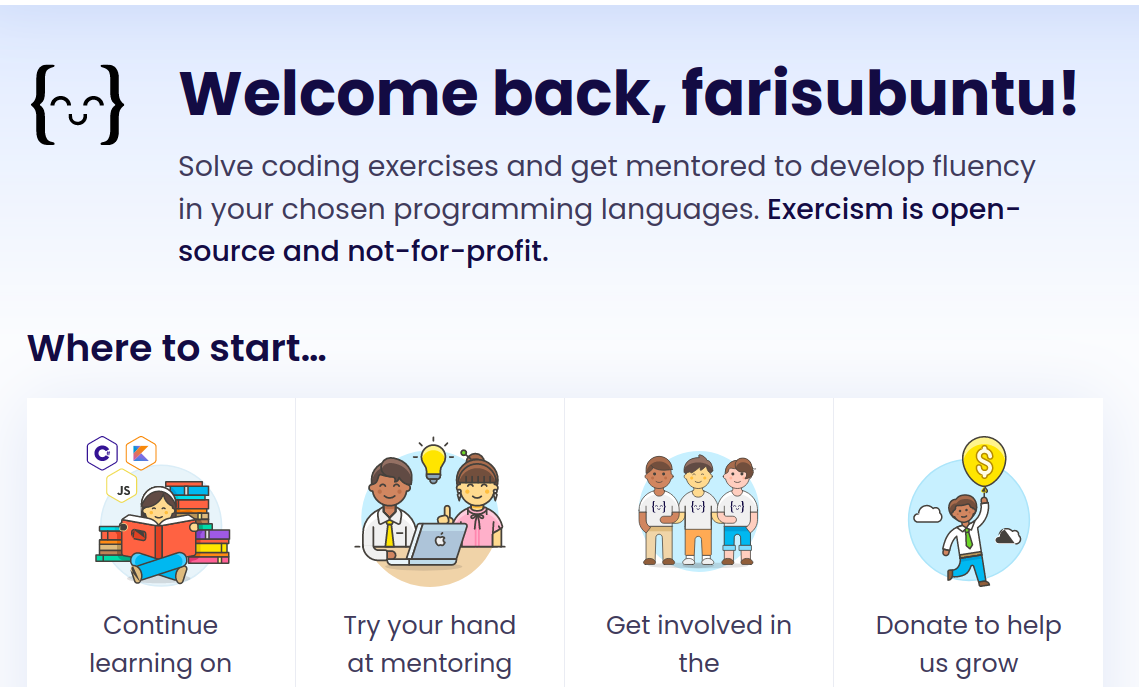 Welcome back, farisubuntu!
Solve coding exercises and get mentored to develop fluency
in your chosen programming languages. Exercism is open-
source and not-for-profit.
Where to start...
C
JS
$
Continue
learning on
Try your hand
at mentoring
Get involved in
the
Donate to help
us grow